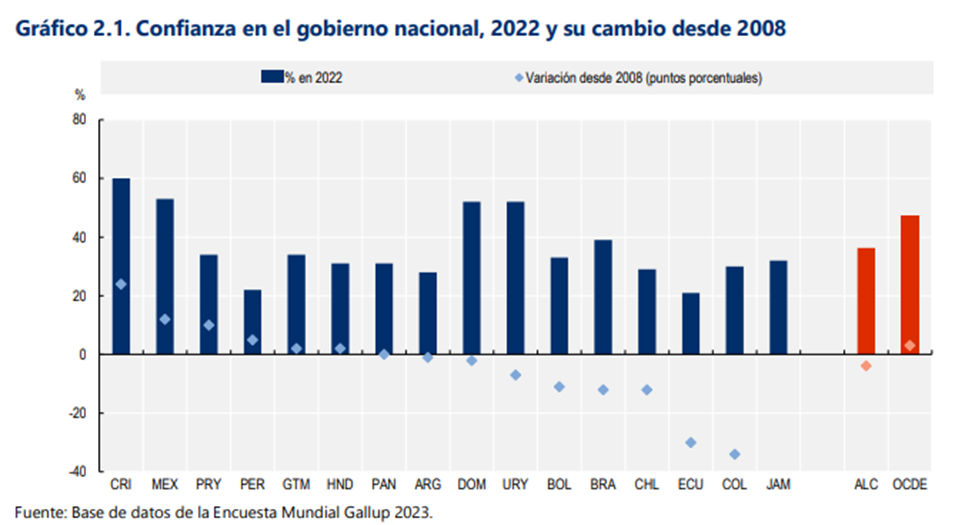 Gráfico 2.1. Confianza en el gobierno nacional, 2022 y su cambio desde 2008
% en 2022 Variación desde 2008 (puntos porcentuales)
%
80
60
40
20
0
-20
-40
CRI MEX PRY PER GTM HND PAN ARG DOM URY BOL BRA CHL ECU COL JAM ALC OCDE
Fuente: Base de datos de la Encuesta Mundial Gallup 2023.